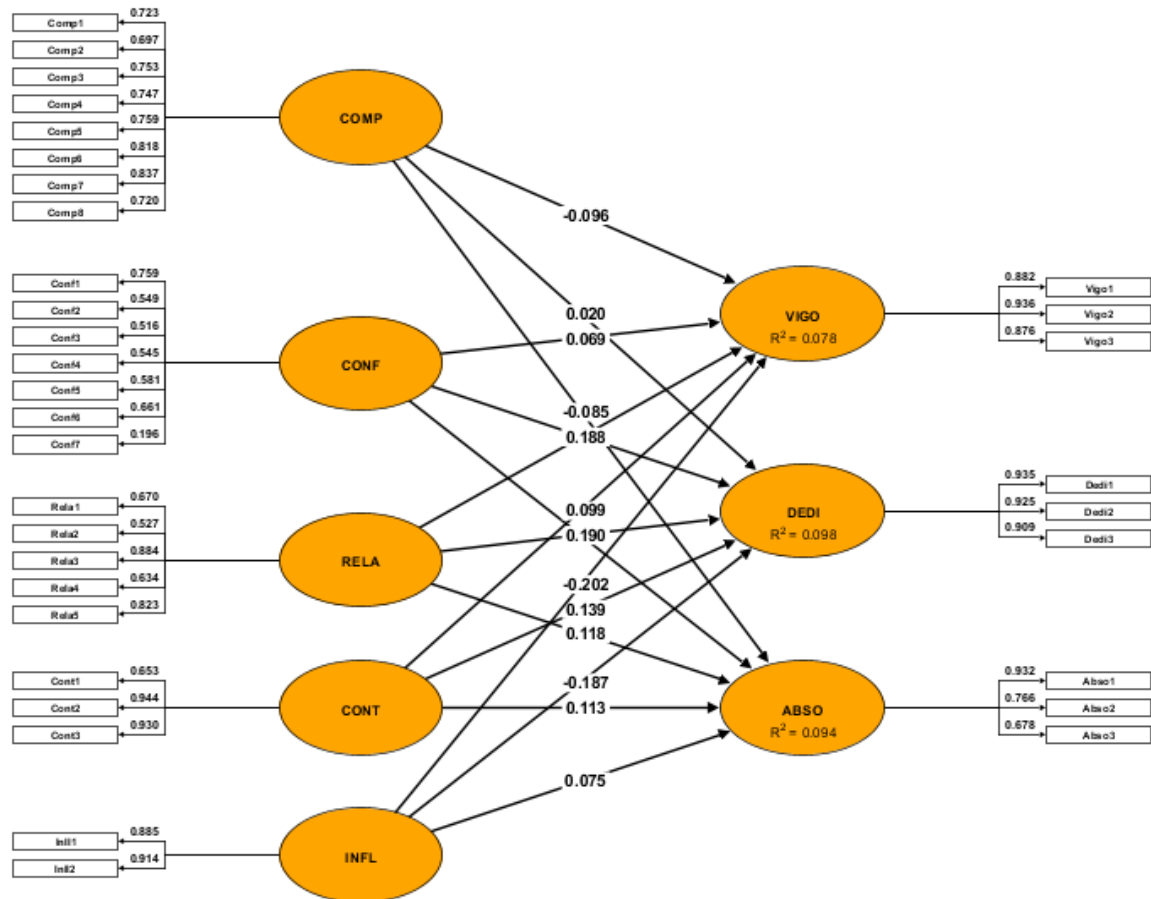 0.723
Comp1
0.697
Comp2
0.753
Comp3
0.747
Comp4
0.759
Comp5
0.818
Comp6
0.837
Comp7
0.720
Comp8
COMP
-0.096
0.759
Conf1
0.549
Conf2
0.516
Conf3
0.545
Conf4
0.581
Conf5
0.661
Conf6
0.196
Conf7
CONF
0.020
0.069
-0.085
0.188
VIGO
R² = 0.078
0.882
Vigo1
0.936
Vigo2
0.876
Vigo3
0.670
Rela1
0.527
Rela2
0.884
Rela3
0.634
Rela4
0.823
Rela5
RELA
0.099
0.190
-0.202
0.139
0.118
DEDI
R² = 0.098
0.935
Dedi1
0.925
Dedi2
0.909
Dedi3
0.653
Cont1
0.944
Cont2
0.930
Cont3
CONT
-0.187
0.113
0.075
ABSO
R² = 0.094
0.932
Abso1
0.766
Abso2
0.678
Abso3
0.885
0.914
INFL